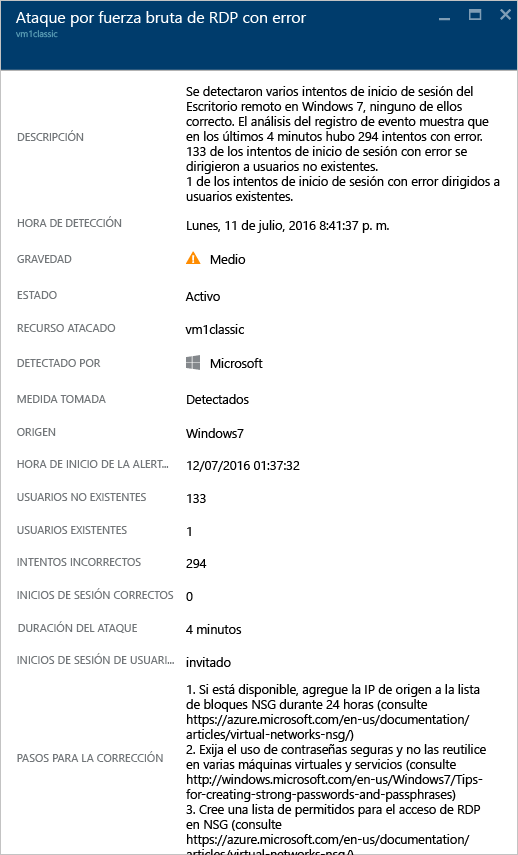 Ataque por fuerza bruta de RDP con error
vm1classic
DESCRIPCIÓN
Se detectaron varios intentos de inicio de sesión del
Escritorio remoto en Windows 7, ninguno de ellos
correcto. El análisis del registro de evento muestra que
en los últimos 4 minutos hubo 294 intentos con error.
133 de los intentos de inicio de sesión con error se
dirigieron a usuarios no existentes.
1 de los intentos de inicio de sesión con error dirigidos a
usuarios existentes.
HORA DE DETECCIÓN
Lunes, 11 de julio, 2016 8:41:37 p. m.
GRAVEDAD
Medio
ESTADO
Activo
RECURSO ATACADO
vm1classic
DETECTADO POR
Microsoft
MEDIDA TOMADA
Detectados
ORIGEN
Windows7
HORA DE INICIO DE LA ALERT...
12/07/2016 01:37:32
USUARIOS NO EXISTENTES
133
USUARIOS EXISTENTES
1
INTENTOS INCORRECTOS
294
INICIOS DE SESIÓN CORRECTOS
0
DURACIÓN DEL ATAQUE
4 minutos
INICIOS DE SESIÓN DE USUARI...
invitado
PASOS PARA LA CORRECCIÓN
1. Si está disponible, agregue la IP de origen a la lista
de bloques NSG durante 24 horas (consulte
https://azure.microsoft.com/en-us/documentation/
articles/virtual-networks-nsg/)
2. Exija el uso de contraseñas seguras y no las reutilice
en varias máquinas virtuales y servicios (consulte
http://windows.microsoft.com/en-us/Windows7/Tips-
for-creating-strong-passwords-and-passphrases)
3. Cree una lista de permitidos para el acceso de RDP
en NSG (consulte
https://azure.microsoft.com/en-us/documentation/
articles/virtual-networks-nsg/)